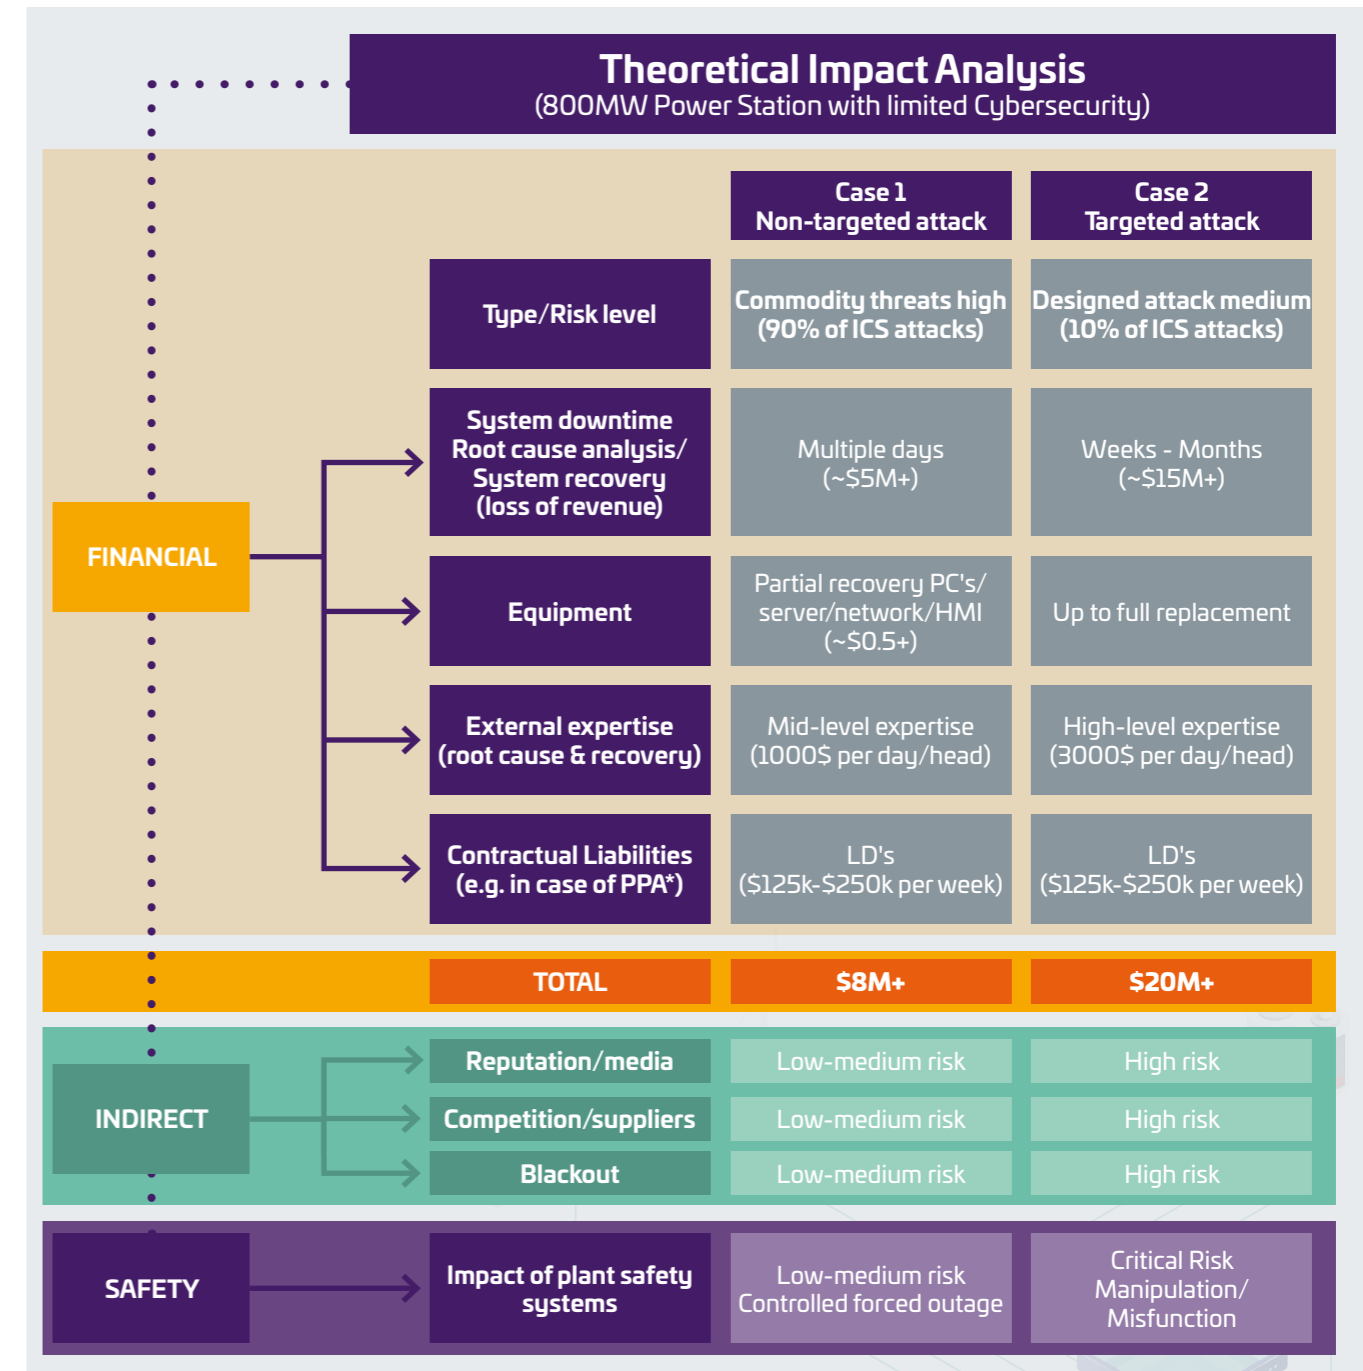 Theoretical Impact Analysis
(800MW Power Station with limited Cybersecurity)
Case 1
Non-targeted attack
Case 2
Targeted attack
Type/Risk level
Commodity threats high
(90% of ICS attacks)
Designed attack medium
(10% of ICS attacks)
FINANCIAL
System downtime
Root cause analysis/
System recovery
(loss of revenue)
Multiple days
(~$5M+)
Weeks - Months
(~$15M+)
Equipment
Partial recovery PC's/
server/network/HMI
(~$0.5+)
Up to full replacement
External expertise
(root cause & recovery)
Mid-level expertise
(1000$ per day/head)
High-level expertise
(3000$ per day/head)
Contractual Liabilities
(e.g. in case of PPA*)
LD's
($125k-$250k per week)
LD's
($125k-$250k per week)
TOTAL
$8M+
$20M+
INDIRECT
Reputation/media
Low-medium risk
High risk
Competition/suppliers
Low-medium risk
High risk
Blackout
Low-medium risk
High risk
SAFETY
Impact of plant safety
systems
Low-medium risk
Controlled forced outage
Critical Risk
Manipulation/
Misfunction